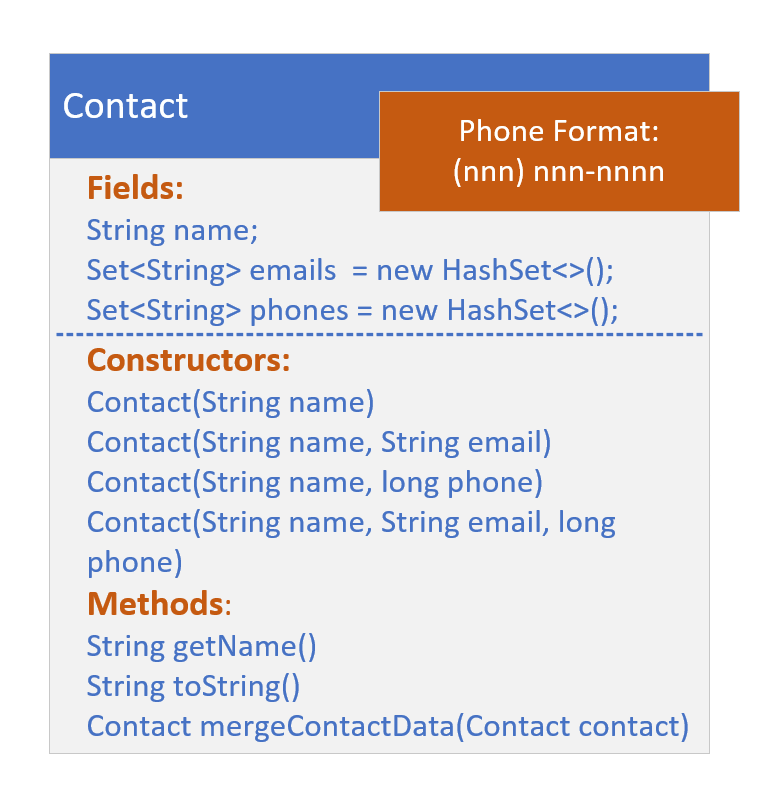 Contact
Phone Format:
(nnn) nnn-nnnn
Fields:
String name;
Set<String> emails  = new HashSet<>();
Set<String> phones = new HashSet<>();
Constructors:
Contact(String name)
Contact(String name, String email)
Contact(String name, long phone)
Contact(String name, String email, long
phone)
Methods:
String getName()
String toString()
Contact mergeContactData(Contact contact)